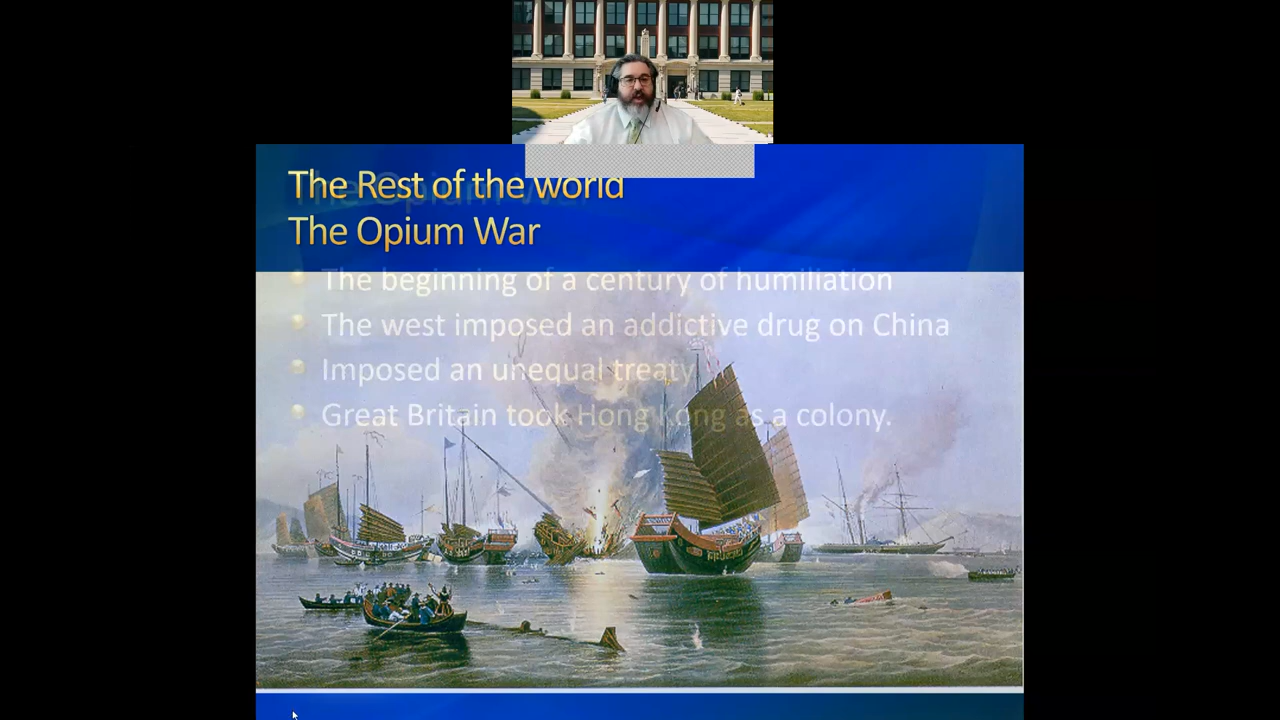 The Rest of the world
The Opium War
The beginning of a century of humiliation
The west imposed an addictive drug on China
Imposed an unequal treaty
Great Britain took Hong Kong as a colony.